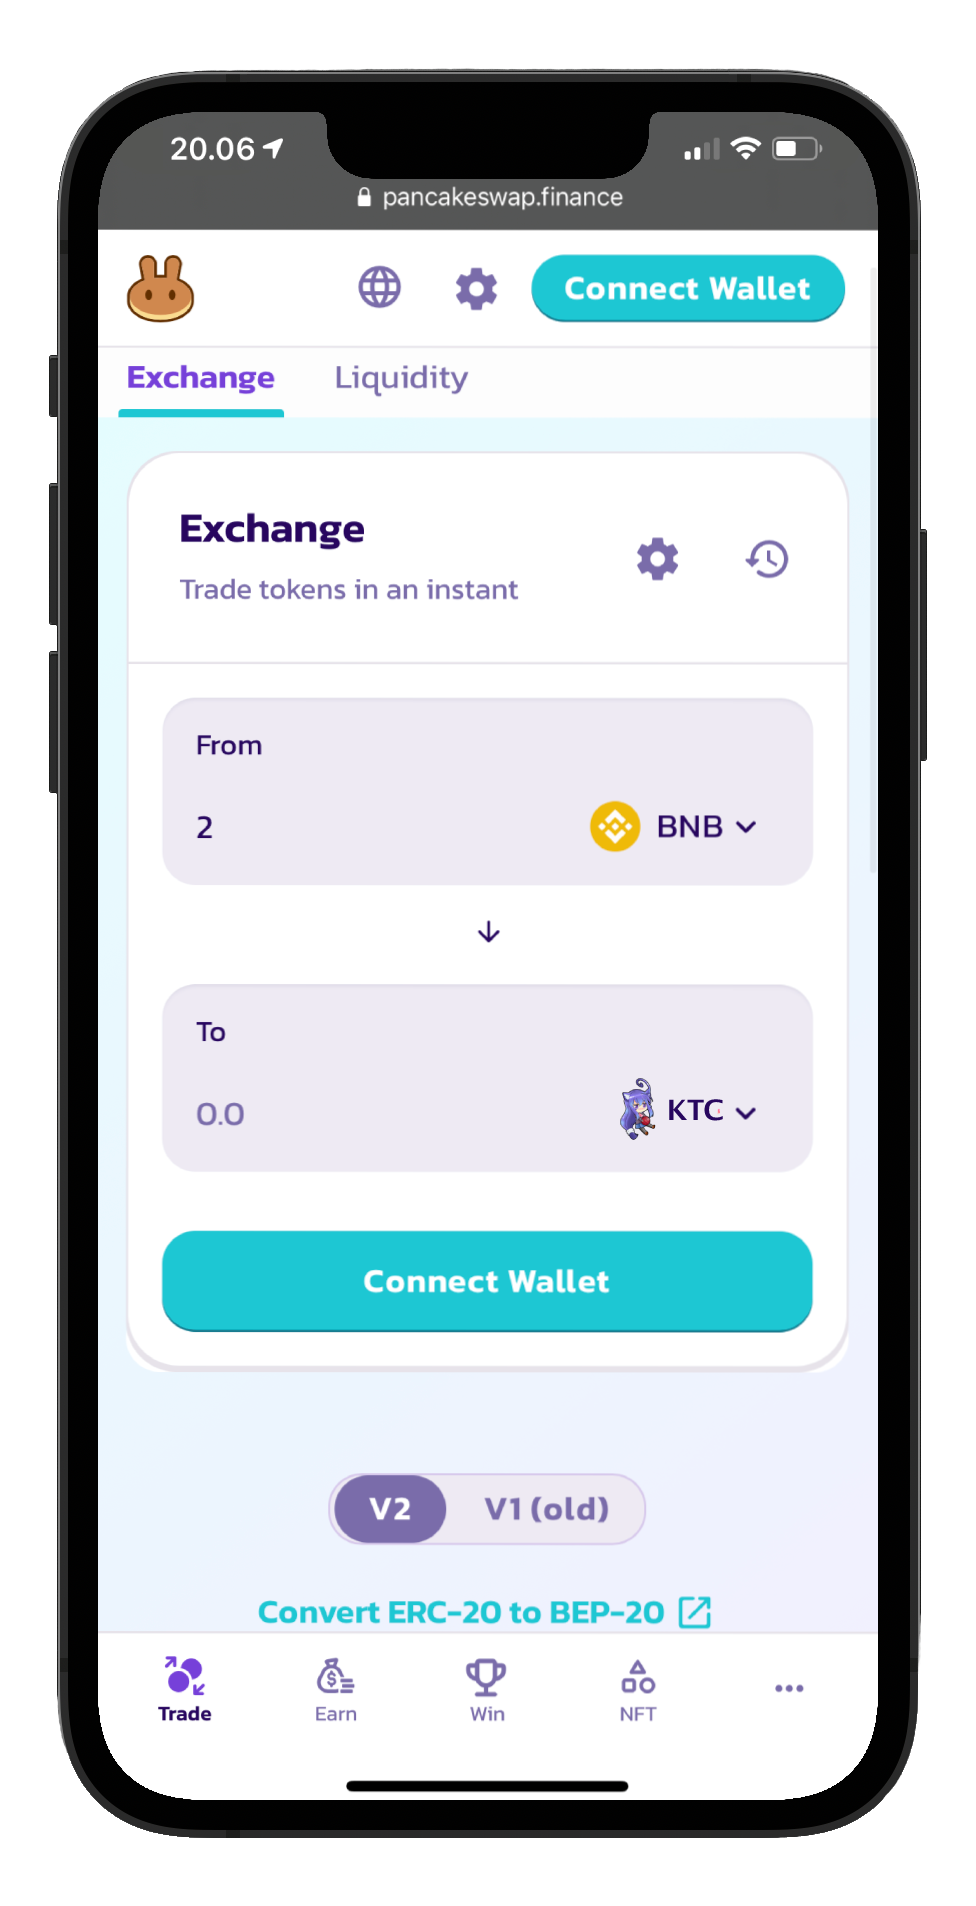 20.06
pancakeswap.finance
Connect Wallet
Exchange Liquidity
Exchange
Trade tokens in an instant
From
2 BNB
To
0.0 KTC
Connect Wallet
V2 V1 (old)
Convert ERC-20 to BEP-20
Trade Earn Win NFT